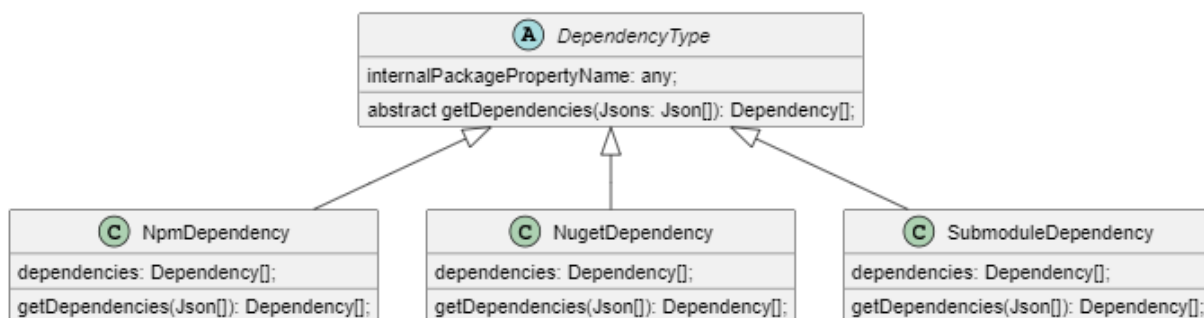 A DependencyType
internalPackagePropertyName: any;
abstract getDependencies(Jsons: Json[]): Dependency[];
C NpmDependency
dependencies: Dependency[];
getDependencies(Json[]): Dependency[];
C NugetDependency
dependencies: Dependency[];
getDependencies(Json[]): Dependency[];
C SubmoduleDependency
dependencies: Dependency[];
getDependencies(Json[]): Dependency[];